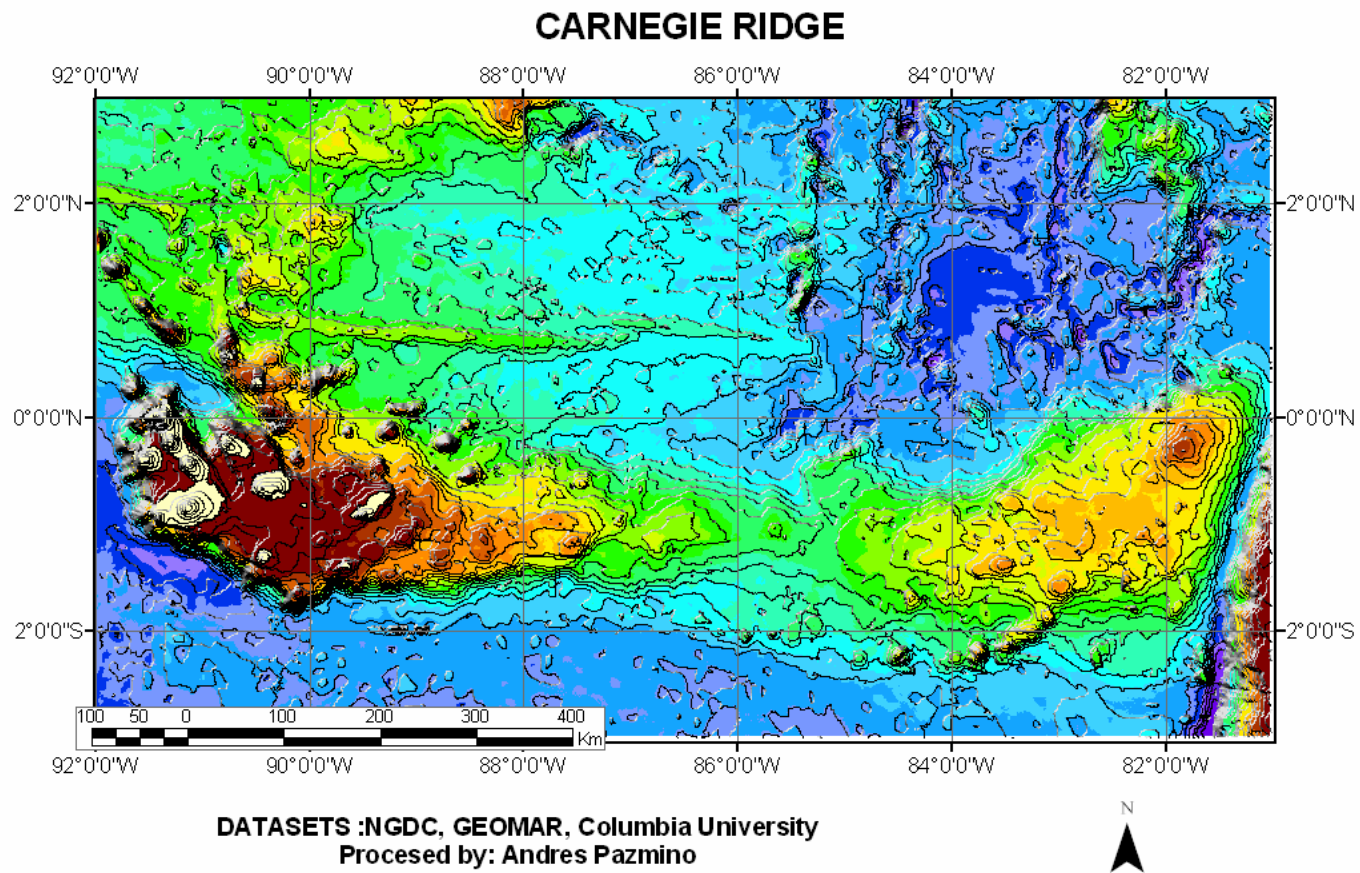 CARNEGIE RIDGE
92°0'0"W 90°0'0"W 88°0'0"W 86°0'0"W 84°0'0"W 82°0'0"W
2°0'0"N 2°0'0"N
0°0'0"N 0°0'0"N
2°0'0"S 2°0'0"S
100 50 0 100 200 300 400
Km
92°0'0"W 90°0'0"W 88°0'0"W 86°0'0"W 84°0'0"W 82°0'0"W
N
DATASETS :NGDC, GEOMAR, Columbia University
Procesed by: Andres Pazmino